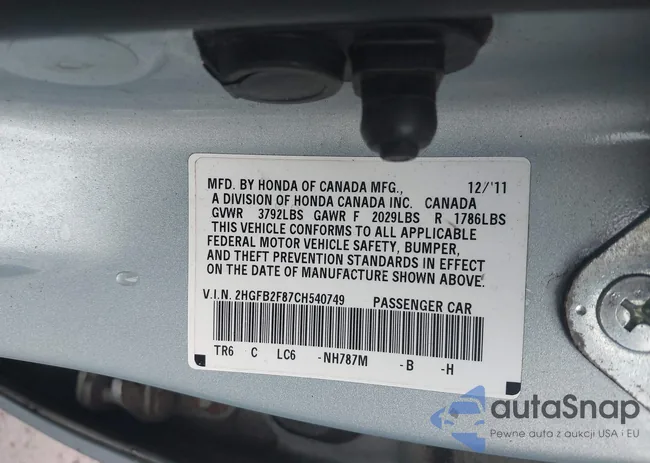 MFD. BY HONDA OF CANADA MFG., 12/'11
A DIVISION OF HONDA CANADA INC. CANADA
GVWR 3792LBS GAWR F 2029LBS R 1786LBS
THIS VEHICLE CONFORMS TO ALL APPLICABLE
FEDERAL MOTOR VEHICLE SAFETY, BUMPER,
AND THEFT PREVENTION STANDARDS IN EFFECT
ON THE DATE OF MANUFACTURE SHOWN ABOVE.
V.I.N. 2HGFB2F87CH540749 PASSENGER CAR
TR6 -C LC6 -NH787M -B -H
autaSnap
Pewne auta z aukcji USA i EU